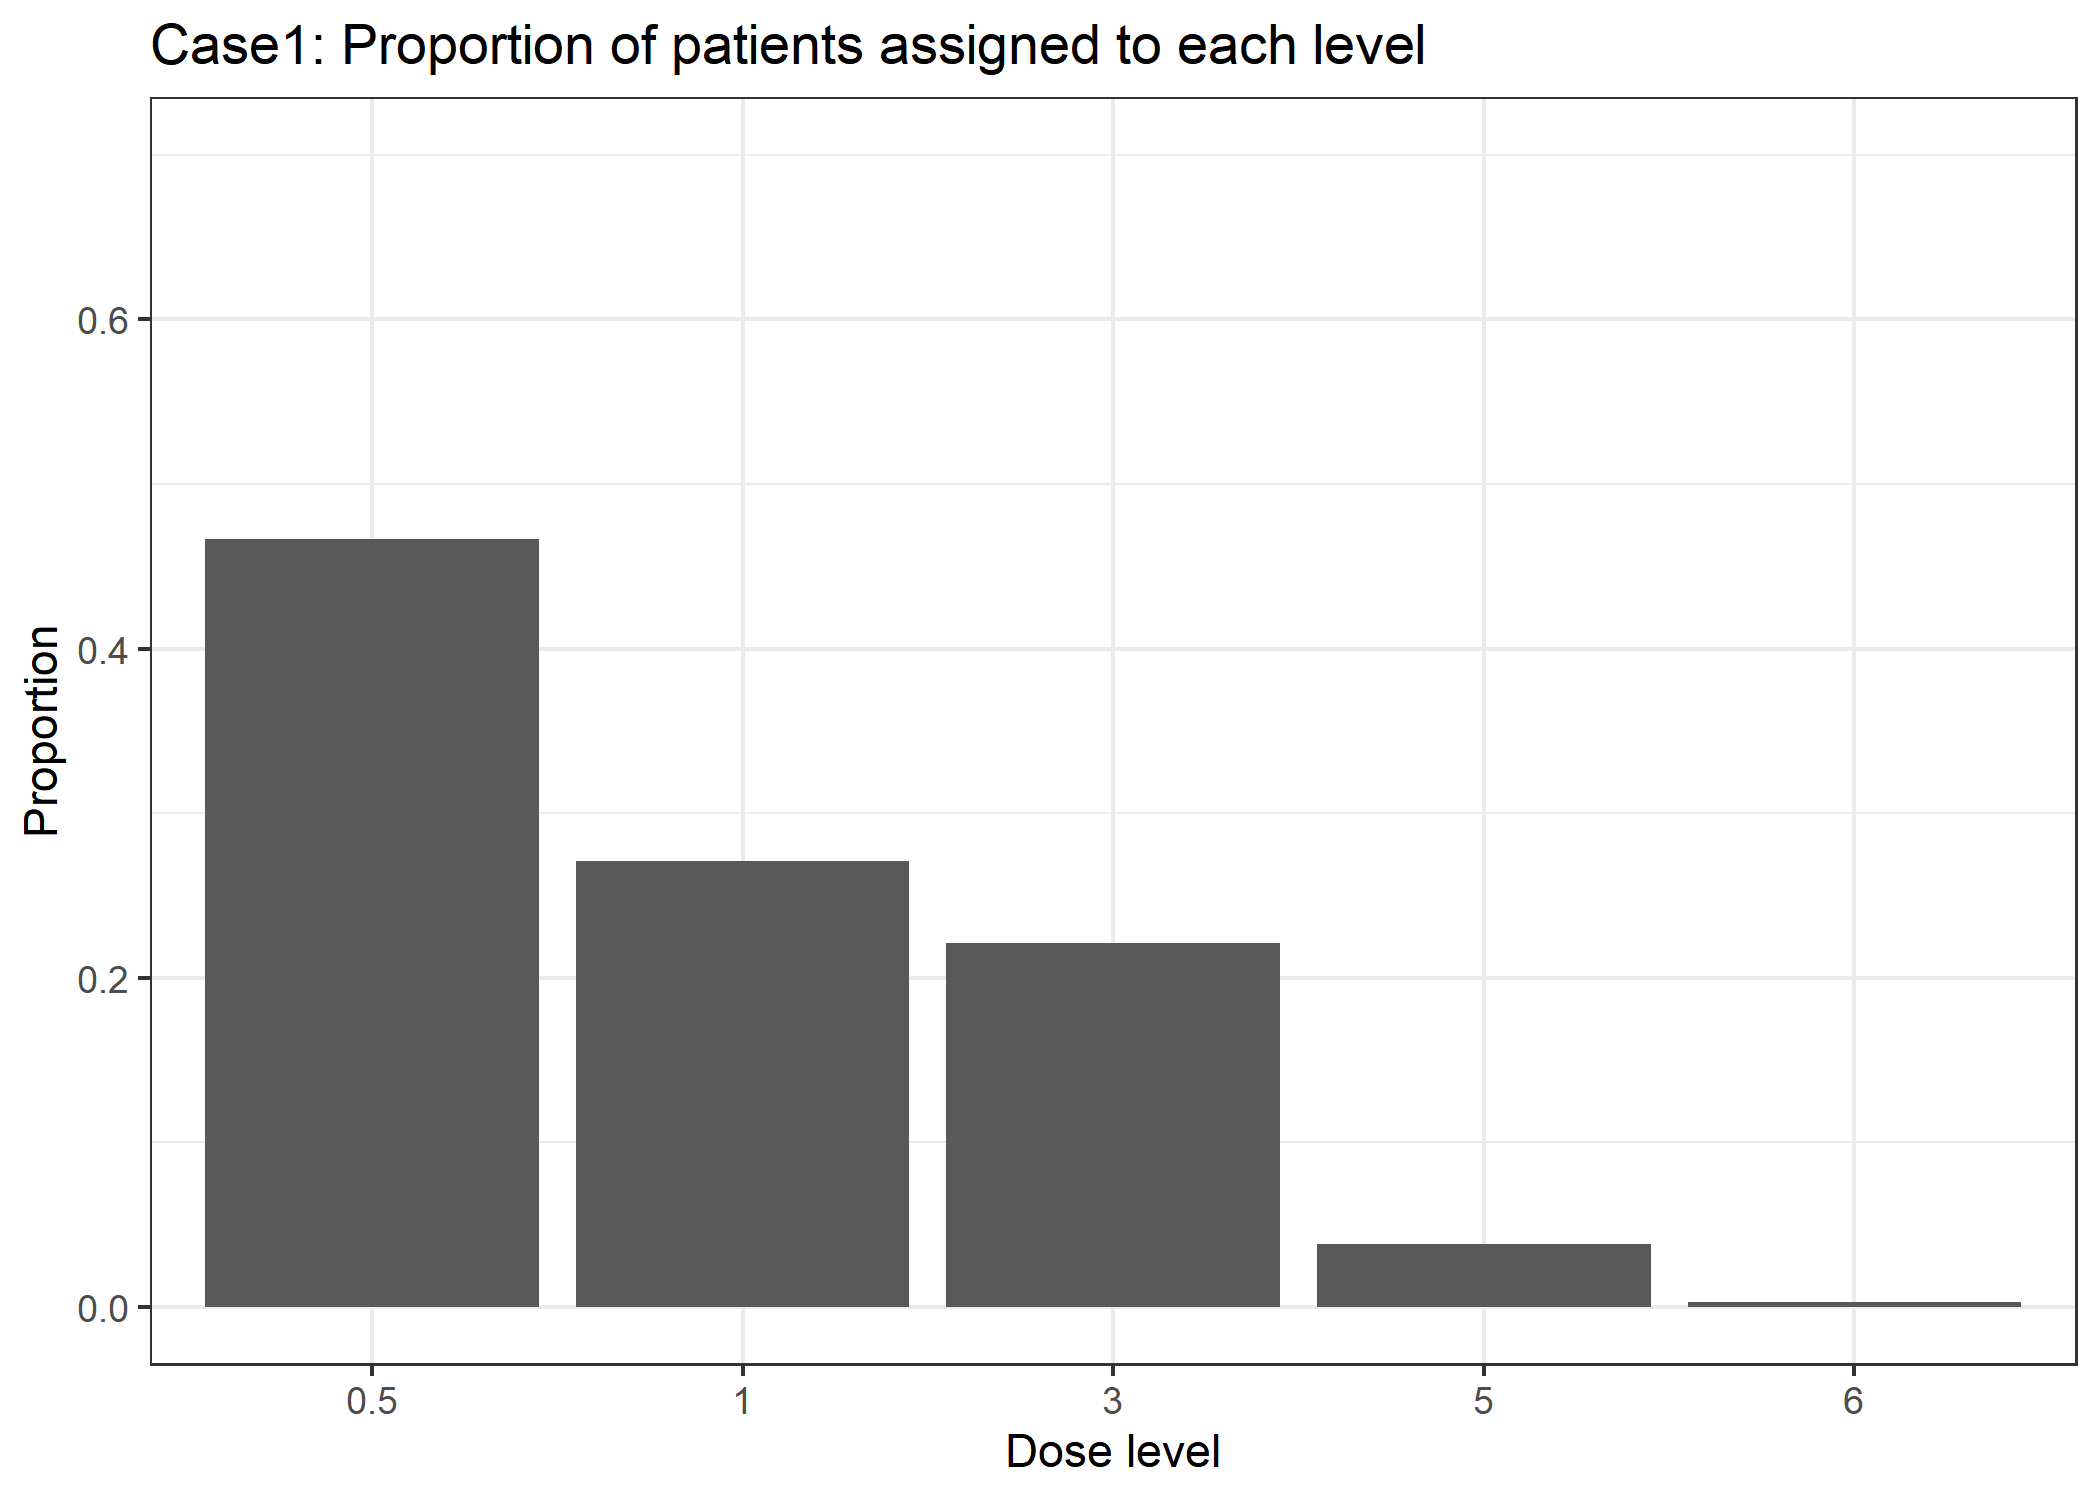 Case1: Proportion of patients assigned to each level
Proportion
0.6
0.4
0.2
0.0
0.5 1 3 5 6
Dose level